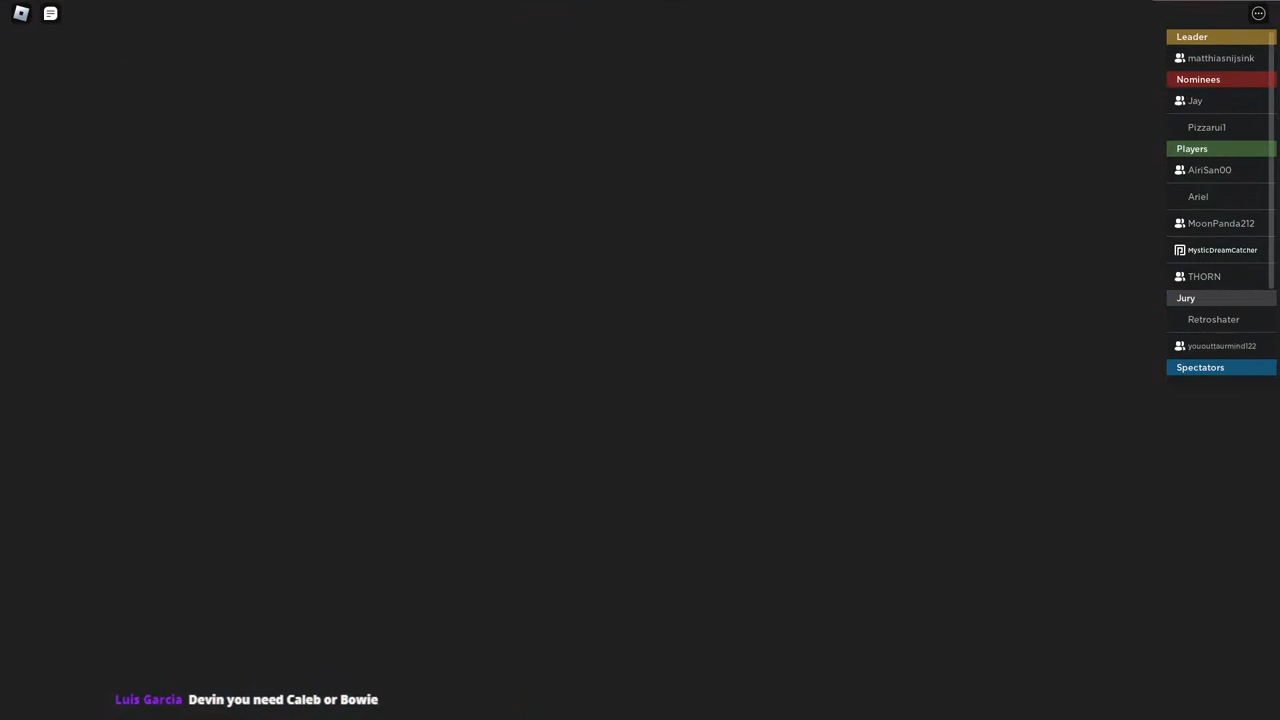 Leader
matthiasnijsink
Nominees
Jay
Pizzarui1
Players
AiriSan00
Ariel
MoonPanda212
MysticDreamCatcher
THORN
Jury
Retroshater
yououttaurmind122
Spectators
Luis Garcia Devin you need Caleb or Bowie